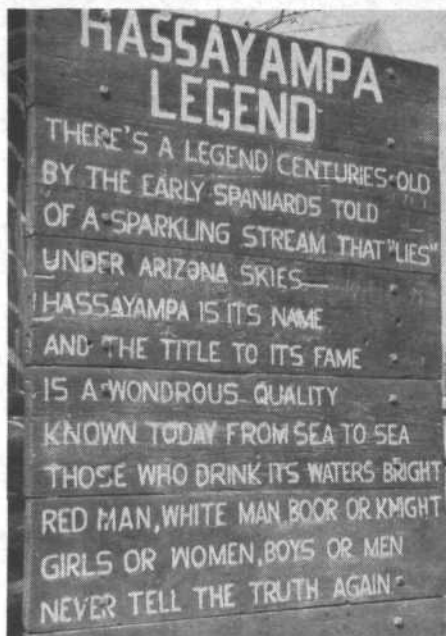 HASSAYAMPA
LEGEND
THERE'S A LEGEND CENTURIES OLD
BY THE EARLY SPANIARDS TOLD
OF A SPARKLING STREAM THAT "LIES"
UNDER ARIZONA SKIES—
HASSAYAMPA IS ITS NAME
AND THE TITLE TO ITS FAME
IS A WONDROUS QUALITY
KNOWN TODAY FROM SEA TO SEA
THOSE WHO DRINK ITS WATERS BRIGHT
RED MAN, WHITE MAN, BOOR OR KNIGHT
GIRLS OR WOMEN, BOYS OR MEN
NEVER TELL THE TRUTH AGAIN